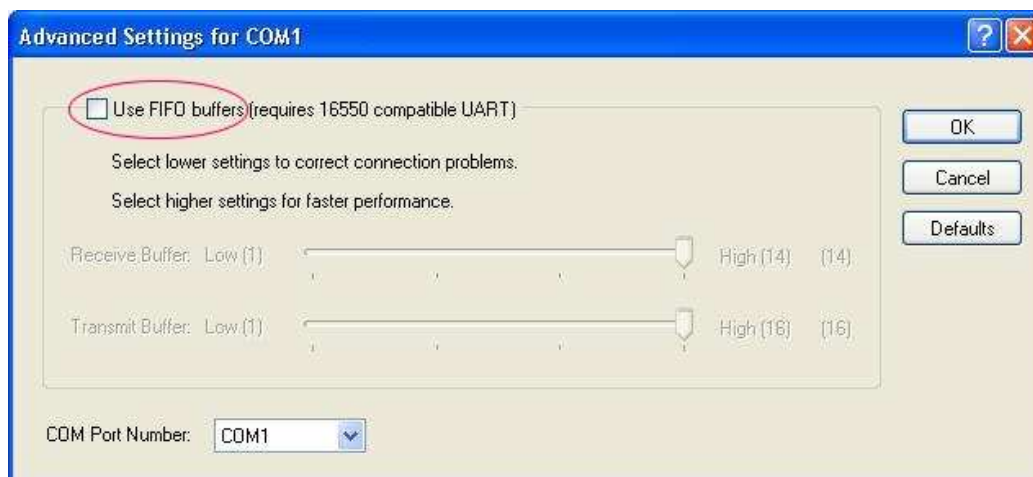 Advanced Settings for COM1
Use FIFO buffers (requires 16550 compatible UART)
Select lower settings to correct connection problems.
Select higher settings for faster performance.
Receive Buffer: Low (1) High (14) (14)
Transmit Buffer: Low (1) High (16) (16)
COM Port Number: COM1
OK
Cancel
Defaults